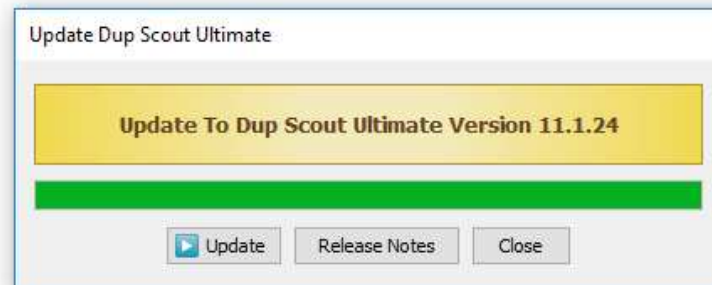 Update Dup Scout Ultimate
Update To Dup Scout Ultimate Version 11.1.24
Update Release Notes Close